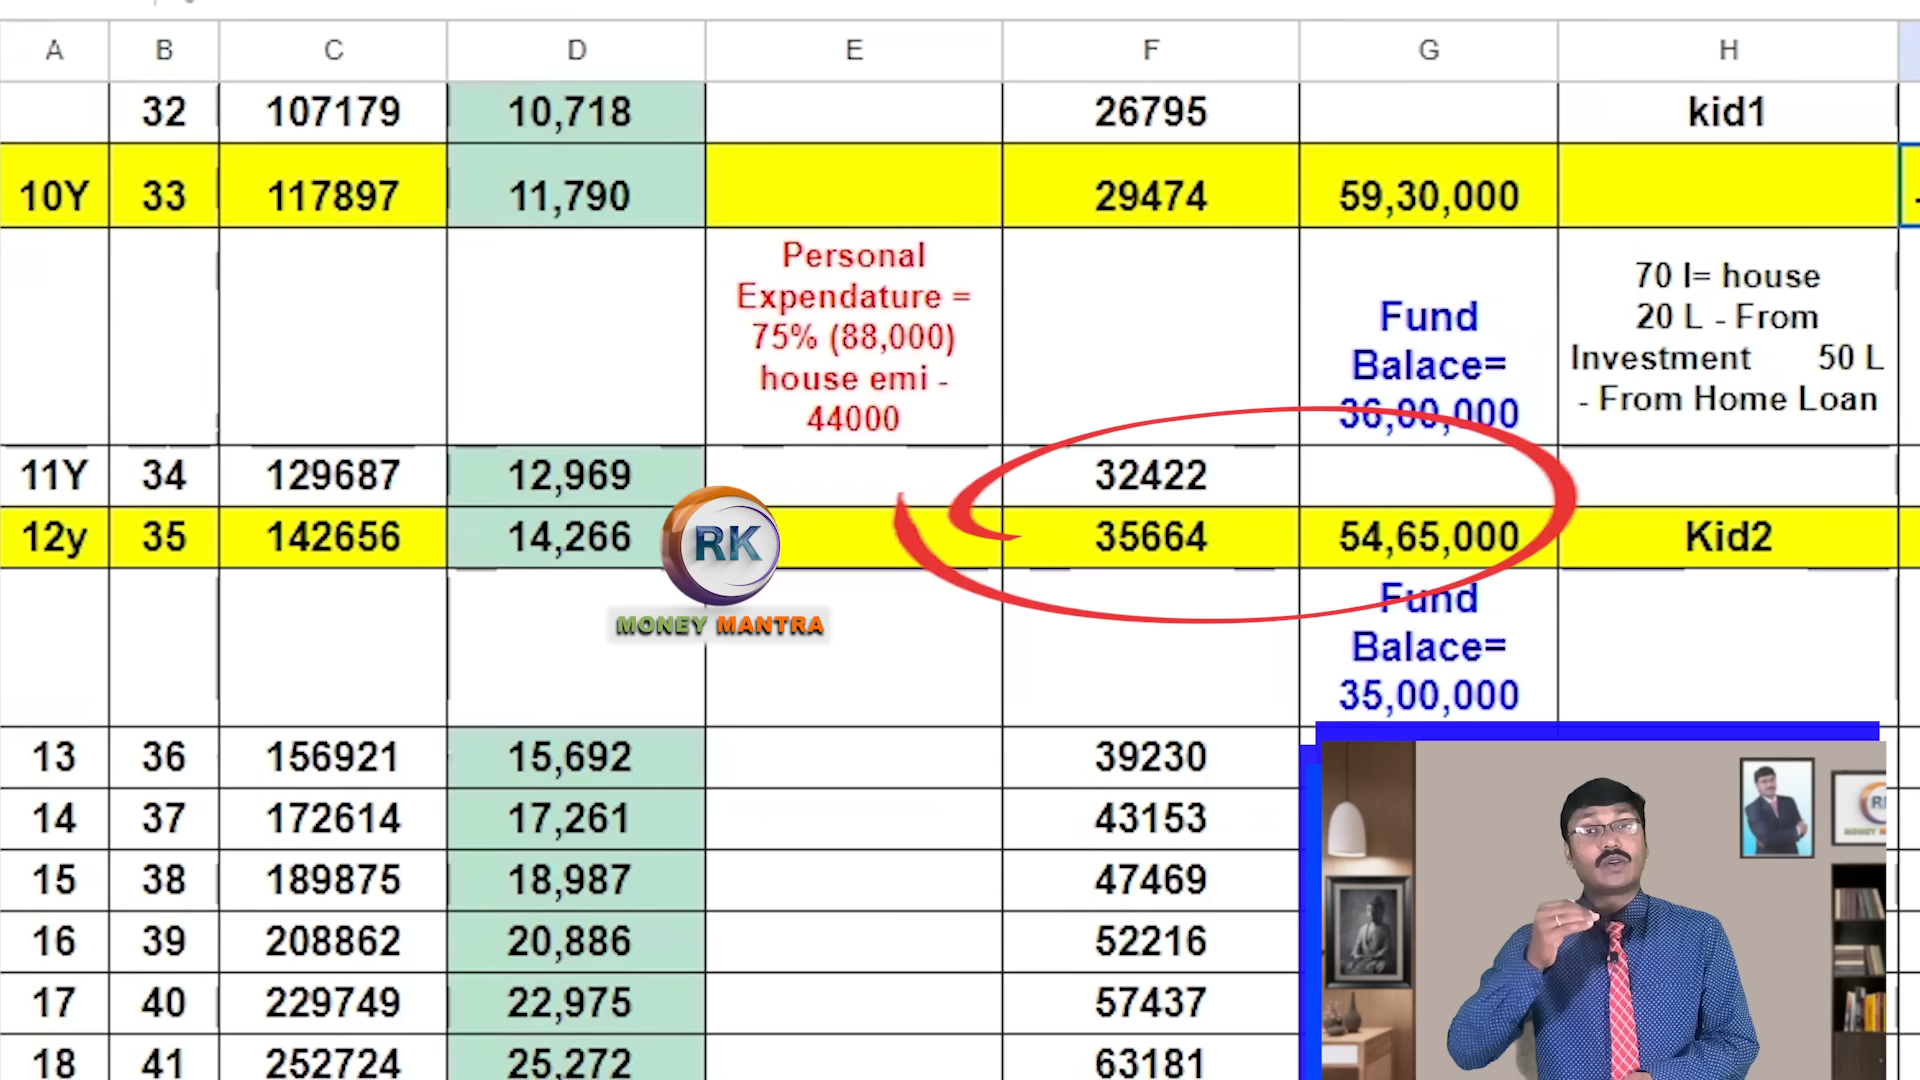 A B C D E F G H
32 107179 10,718 26795 kid1
10Y 33 117897 11,790 29474 59,30,000
Personal
Expendature =
75% (88,000)
house emi -
44000
Fund
Balace=
36,00,000
70 l= house
20 L - From
Investment 50 L
- From Home Loan
11Y 34 129687 12,969 32422
12y 35 142656 14,266 35664 54,65,000 Kid2
RK
MONEY MANTRA
Fund
Balace=
35,00,000
13 36 156921 15,692 39230
14 37 172614 17,261 43153
15 38 189875 18,987 47469
16 39 208862 20,886 52216
17 40 229749 22,975 57437
18 41 252724 25,272 63181